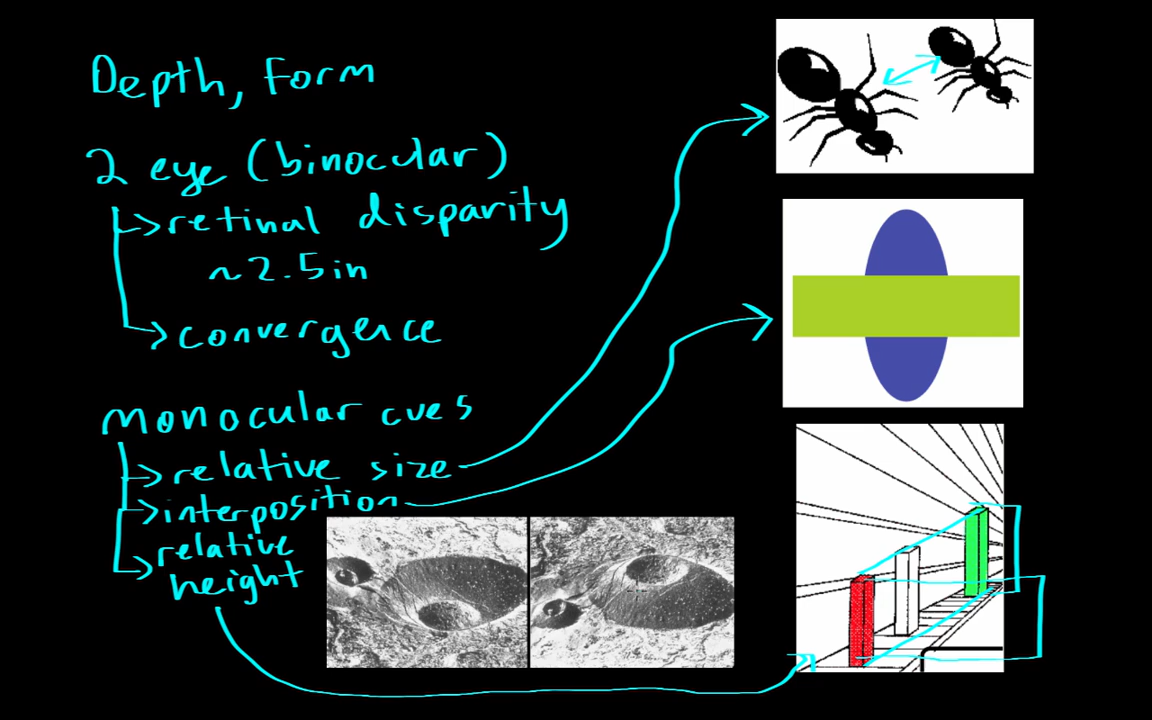 Depth, Form
2 eye (binocular)
retinal disparity
~2.5in
convergence
monocular cues
relative size
interposition
relative
height